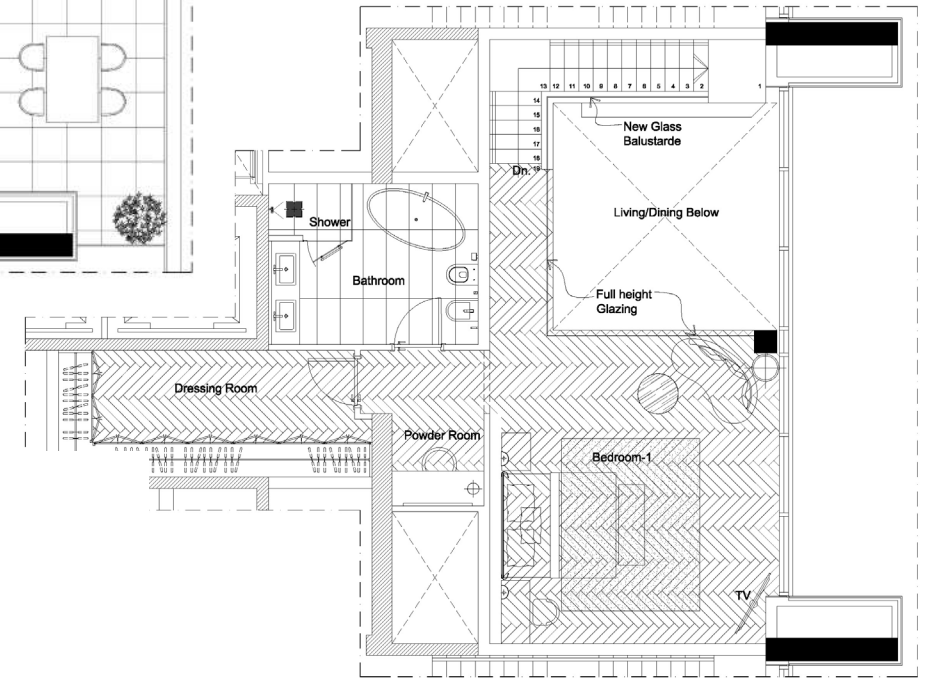 13 12 11 10 9 8 7 6 5 4 3 2 1
14
15
16
17
18
Dn. 19
New Glass
Balustarde
Living/Dining Below
Shower
Bathroom
Full height
Glazing
Dressing Room
Powder Room
Bedroom-1
TV